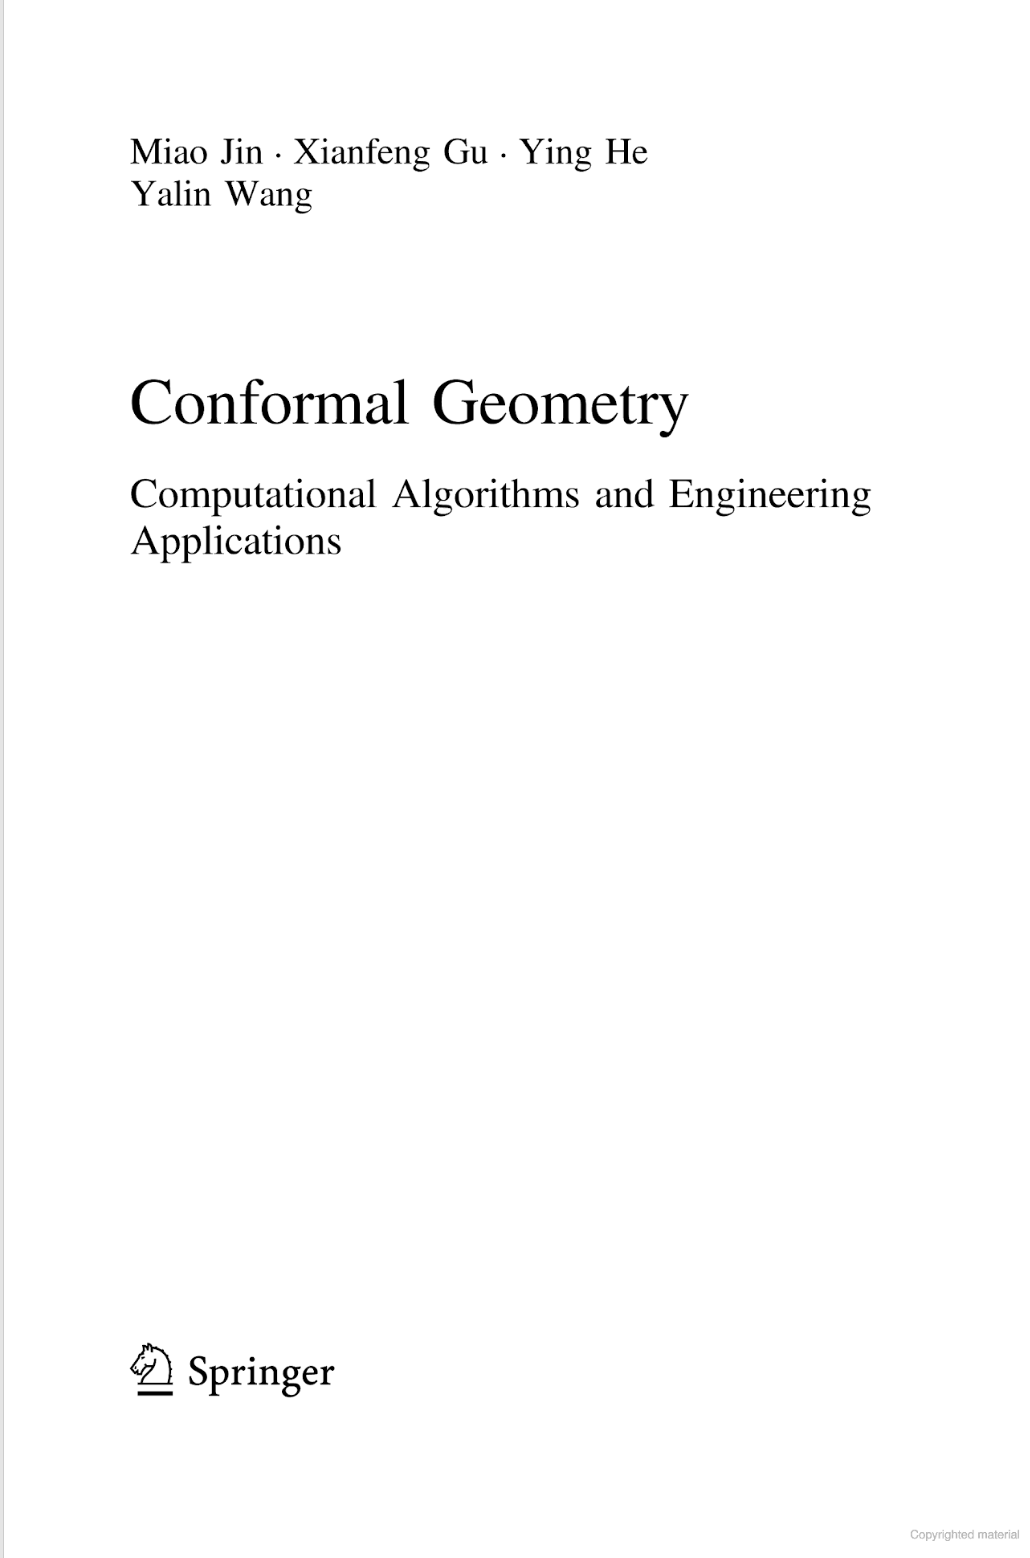 Miao Jin · Xianfeng Gu · Ying He
Yalin Wang
Conformal Geometry
Computational Algorithms and Engineering
Applications
Springer
Copyrighted material